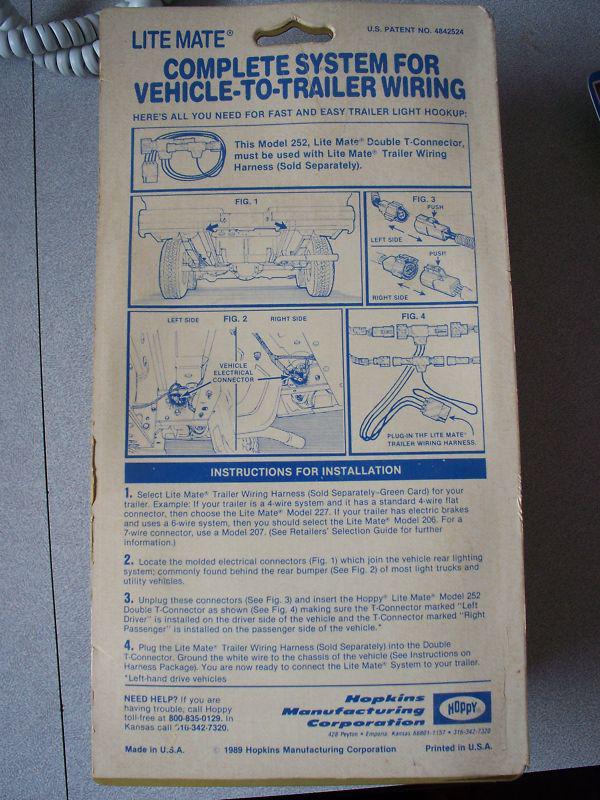 LITE MATE®
U.S. PATENT NO. 4842524
COMPLETE SYSTEM FOR
VEHICLE-TO-TRAILER WIRING
HERE'S ALL YOU NEED FOR FAST AND EASY TRAILER LIGHT HOOKUP:
This Model 252, Lite Mate® Double T-Connector,
must be used with Lite Mate® Trailer Wiring
Harness (Sold Separately).
FIG. 1
FIG. 3
PUSH
LEFT SIDE
PUSH
RIGHT SIDE
LEFT SIDE
FIG. 2
RIGHT SIDE
VEHICLE
ELECTRICAL
CONNECTOR
FIG. 4
PLUG-IN THE LITE MATE®
TRAILER WIRING HARNESS.
INSTRUCTIONS FOR INSTALLATION
1. Select Lite Mate® Trailer Wiring Harness (Sold Separately–Green Card) for your
trailer. Example: If your trailer is a 4-wire system and it has a standard 4-wire flat
connector, then choose the Lite Mate® Model 227. If your trailer has electric brakes
and uses a 6-wire system, then you should select the Lite Mate® Model 206. For a
7-wire connector, use a Model 207. (See Retailers' Selection Guide for further
information.)
2. Locate the molded electrical connectors (Fig. 1) which join the vehicle rear lighting
system; commonly found behind the rear bumper (See Fig. 2) of most light trucks and
utility vehicles.
3. Unplug these connectors (See Fig. 3) and insert the Hoppy® Lite Mate® Model 252
Double T-Connector as shown (See Fig. 4) making sure the T-Connector marked "Left
Driver" is installed on the driver side of the vehicle and the T-Connector marked "Right
Passenger" is installed on the passenger side of the vehicle.*
4. Plug the Lite Mate® Trailer Wiring Harness (Sold Separately) into the Double
T-Connector. Ground the white wire to the chassis of the vehicle (See Instructions on
Harness Package). You are now ready to connect the Lite Mate® System to your trailer.
*Left-hand drive vehicles
NEED HELP? If you are
having trouble, call Hoppy
toll-free at 800-835-0129. In
Kansas call 316-342-7320.
Hopkins
Manufacturing
Corporation
HOPPY®
428 Peyton • Emporia, Kansas 66801-1157 • 316-342-7320
Made in U.S.A.
© 1989 Hopkins Manufacturing Corporation
Printed in U.S.A.